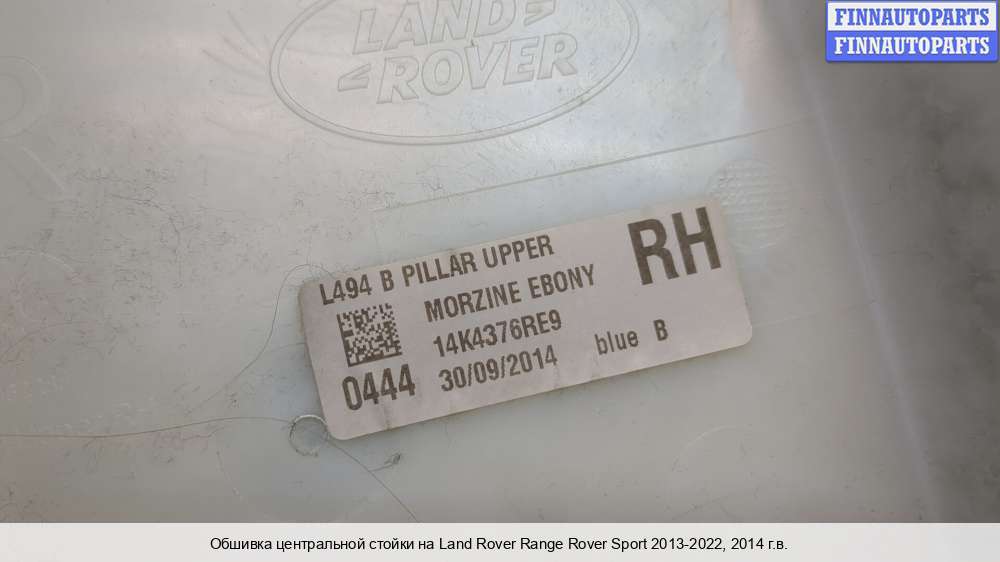 FINNAUTOPARTS
FINNAUTOPARTS
LAND
ROVER
L494 B PILLAR UPPER
RH
MORZINE EBONY
14K4376RE9
0444
30/09/2014
blue B
Обшивка центральной стойки на Land Rover Range Rover Sport 2013-2022, 2014 г.в.